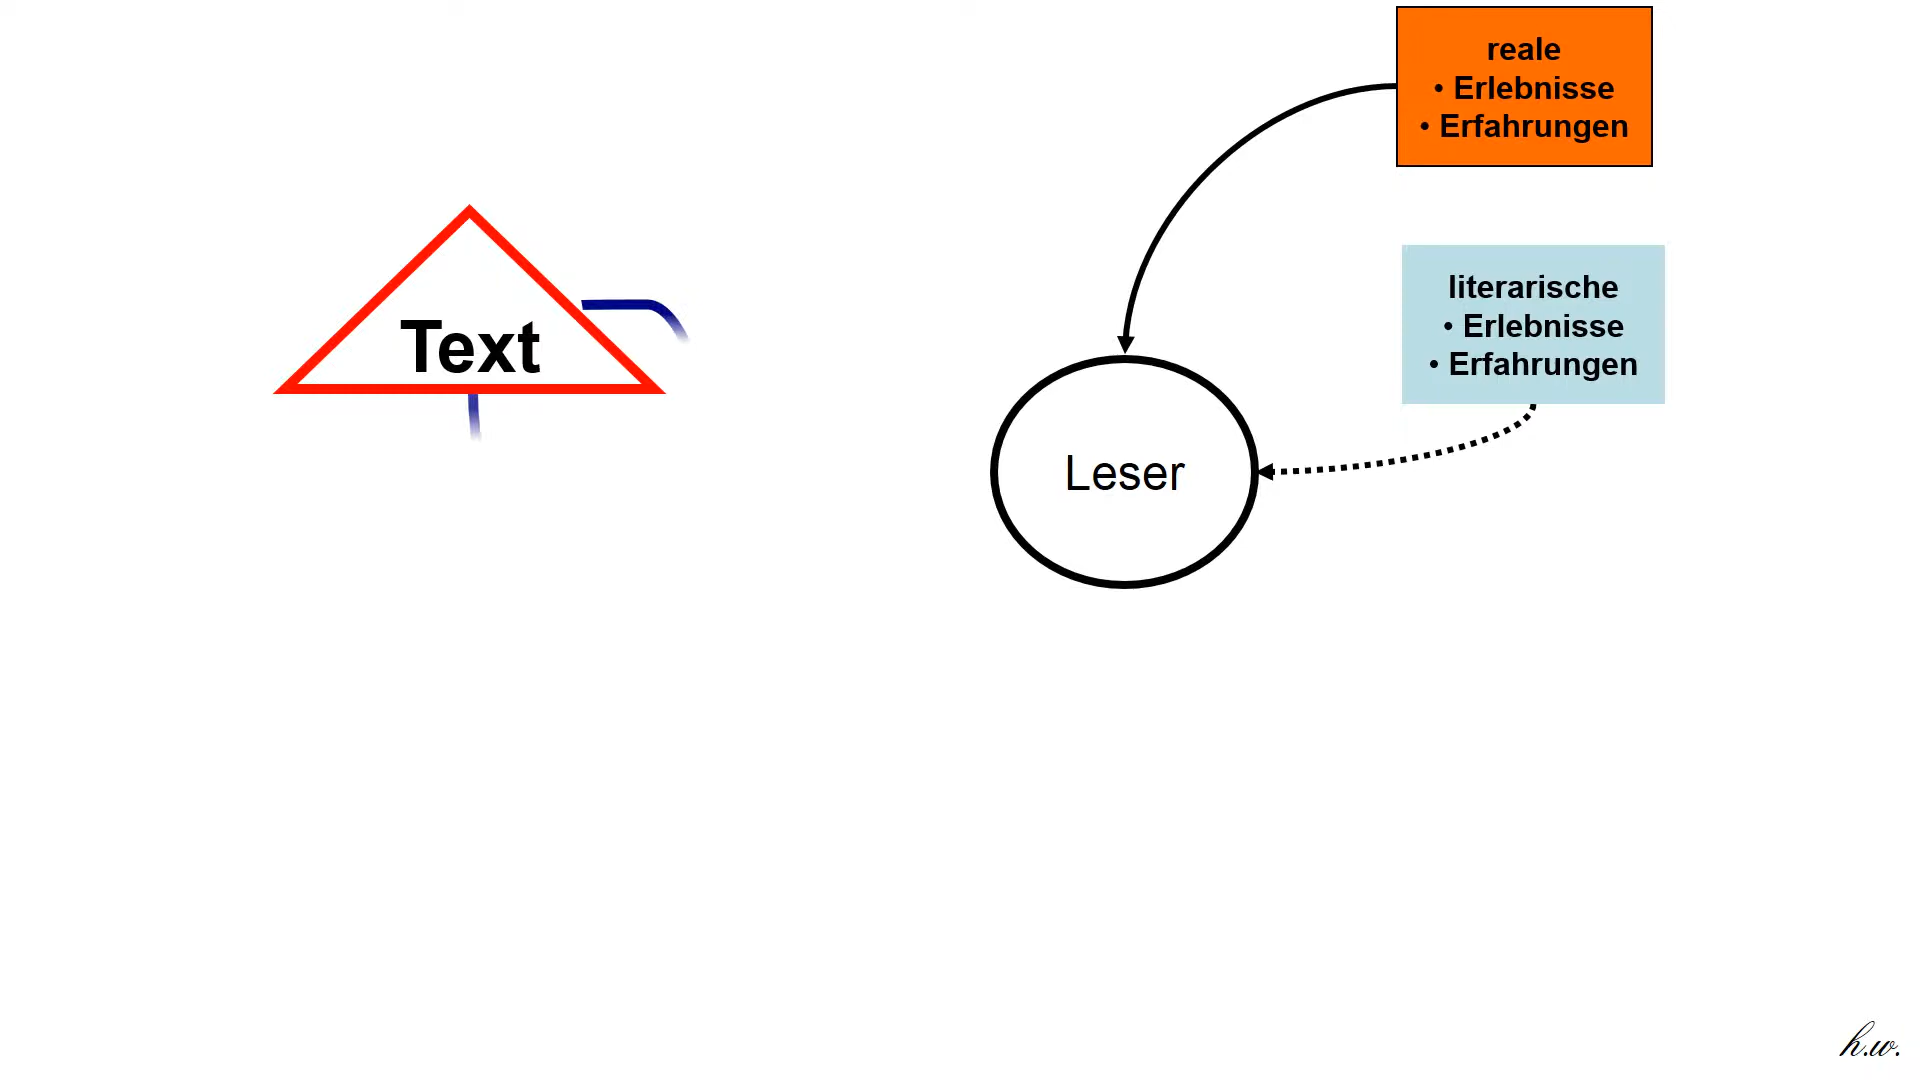 reale
• Erlebnisse
• Erfahrungen
literarische
• Erlebnisse
• Erfahrungen
Text
Leser
h.w.